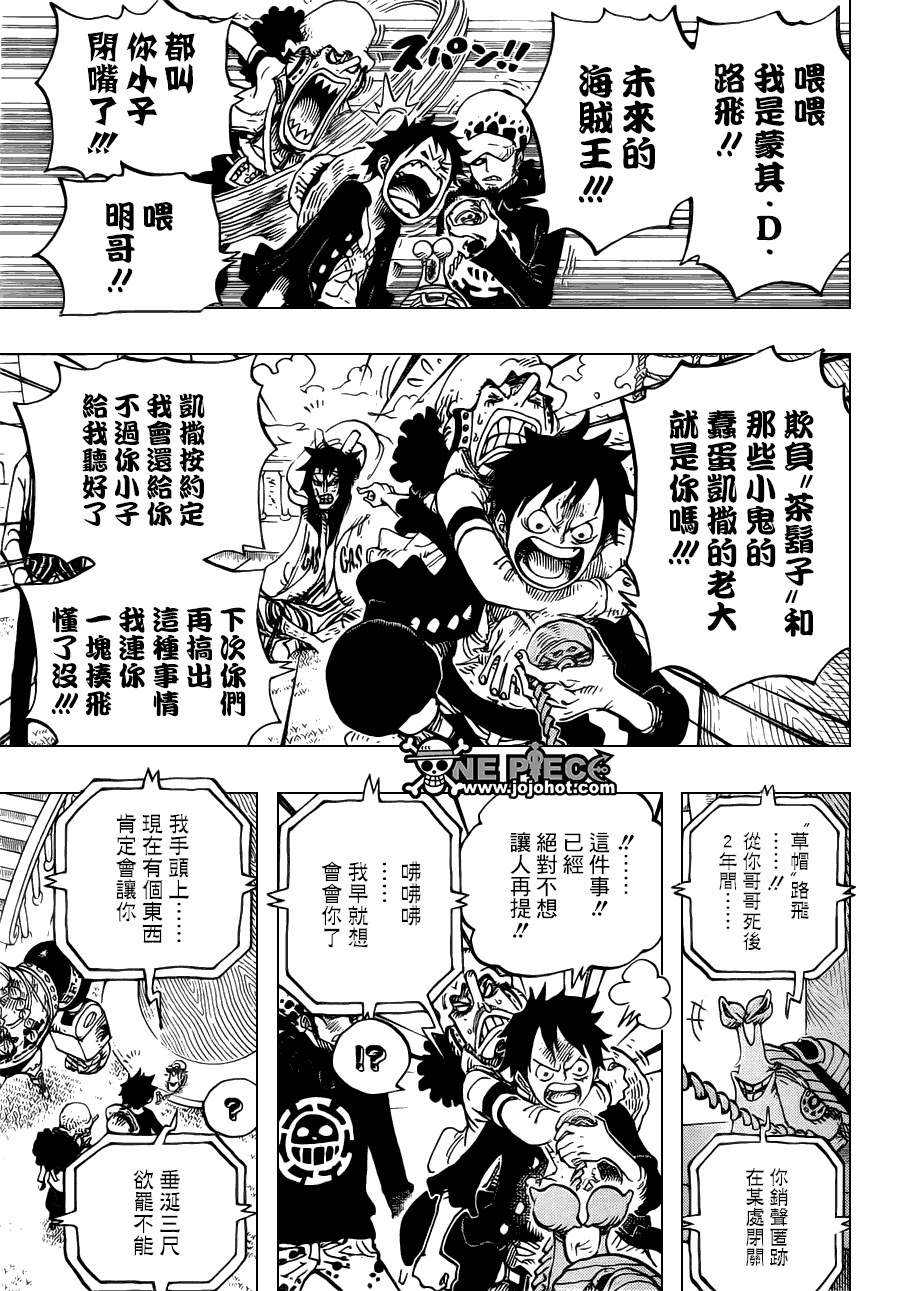 喂喂
我是蒙其．D．
路飛!!
未來的
海賊王!!!
スパン!!
都叫
你小子
閉嘴
了!!!
喂
明哥!!
欺負"茶鬍子"和
那些小鬼的
蠢蛋凱撒的老大
就是你嗎!!!
GAS
GAS
凱撒按約定
我會還給你
不過你小子
給我聽好了
下次你們
再搞出
這種事情
我連你
一塊揍飛
懂了沒!!!
ONE PIECE
www.jojohot.com
"草帽"路飛
……!!
從你哥哥死後
2年間……
你銷聲匿跡
在某處閉關
!!……
這件事!!
已經
絕對不想
讓人再提!!
咈咈咈
我早就想
會會你了
!?
我手頭上……
現在有個東西
肯定會讓你
?
垂涎三尺
欲罷不能